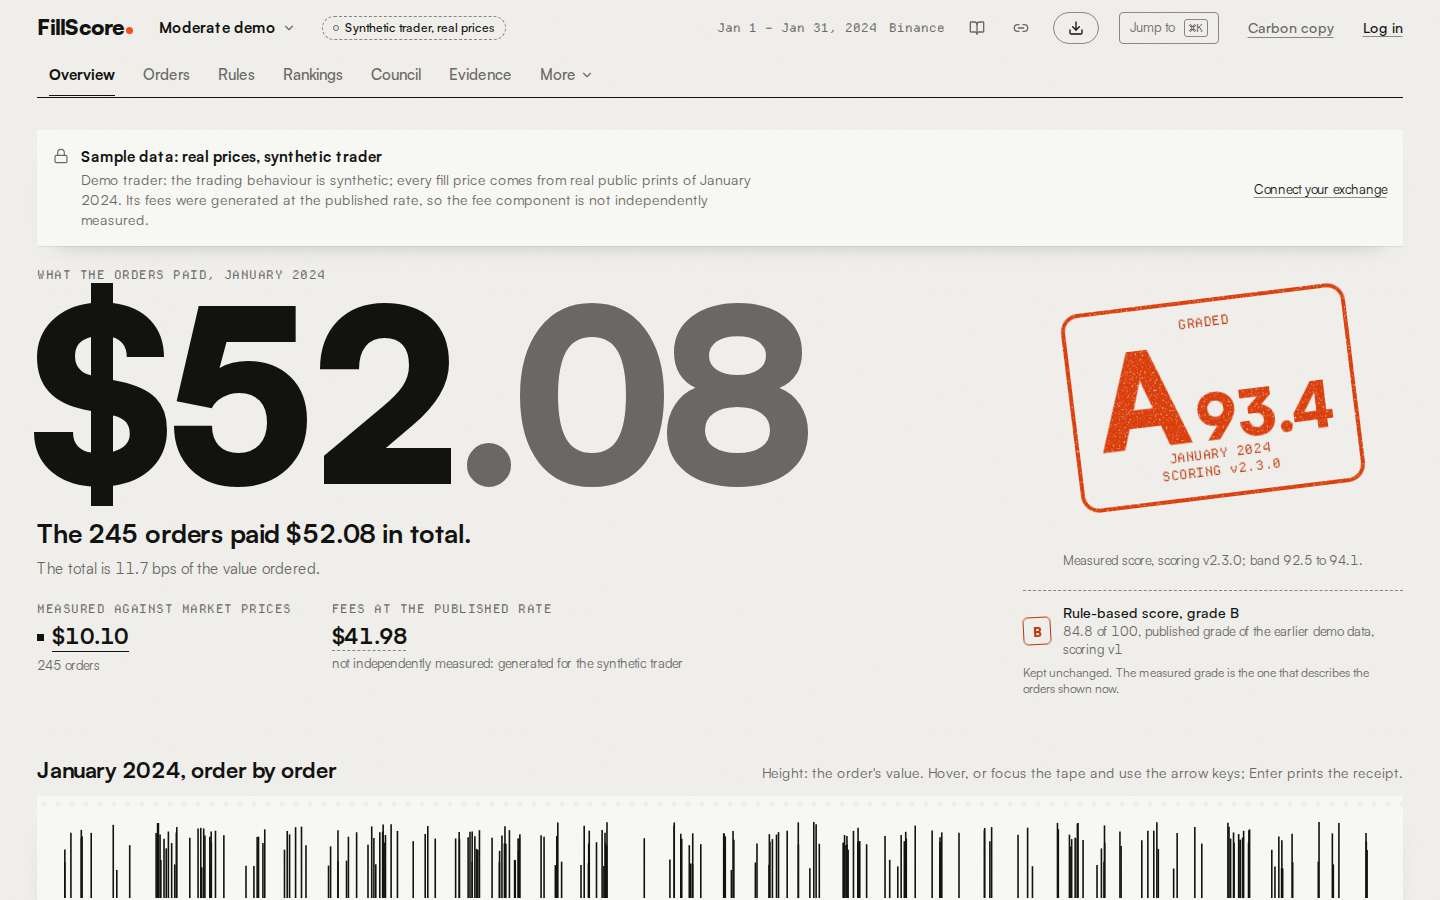 FillScore.
Moderate demo
Synthetic trader, real prices
Jan 1 – Jan 31, 2024 Binance
Jump to ⌘K
Carbon copy
Log in
Overview Orders Rules Rankings Council Evidence More
Sample data: real prices, synthetic trader
Demo trader: the trading behaviour is synthetic; every fill price comes from real public prints of January
2024. Its fees were generated at the published rate, so the fee component is not independently
measured.
Connect your exchange
WHAT THE ORDERS PAID, JANUARY 2024
$52.08
GRADED
A 93.4
JANUARY 2024
SCORING v2.3.0
The 245 orders paid $52.08 in total.
The total is 11.7 bps of the value ordered.
Measured score, scoring v2.3.0; band 92.5 to 94.1.
MEASURED AGAINST MARKET PRICES
$10.10
245 orders
FEES AT THE PUBLISHED RATE
$41.98
not independently measured: generated for the synthetic trader
B
Rule-based score, grade B
84.8 of 100, published grade of the earlier demo data,
scoring v1
Kept unchanged. The measured grade is the one that describes the
orders shown now.
January 2024, order by order
Height: the order's value. Hover, or focus the tape and use the arrow keys; Enter prints the receipt.